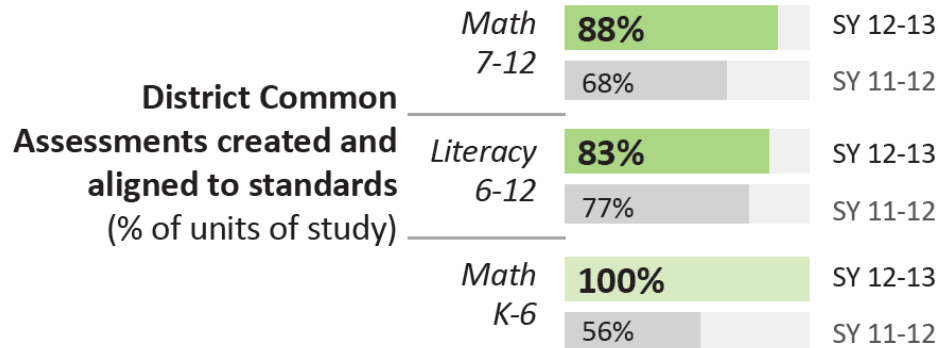 District Common
Assessments created and
aligned to standards
(% of units of study)
Math
7-12
88%
SY 12-13
68%
SY 11-12
Literacy
6-12
83%
SY 12-13
77%
SY 11-12
Math
K-6
100%
SY 12-13
56%
SY 11-12